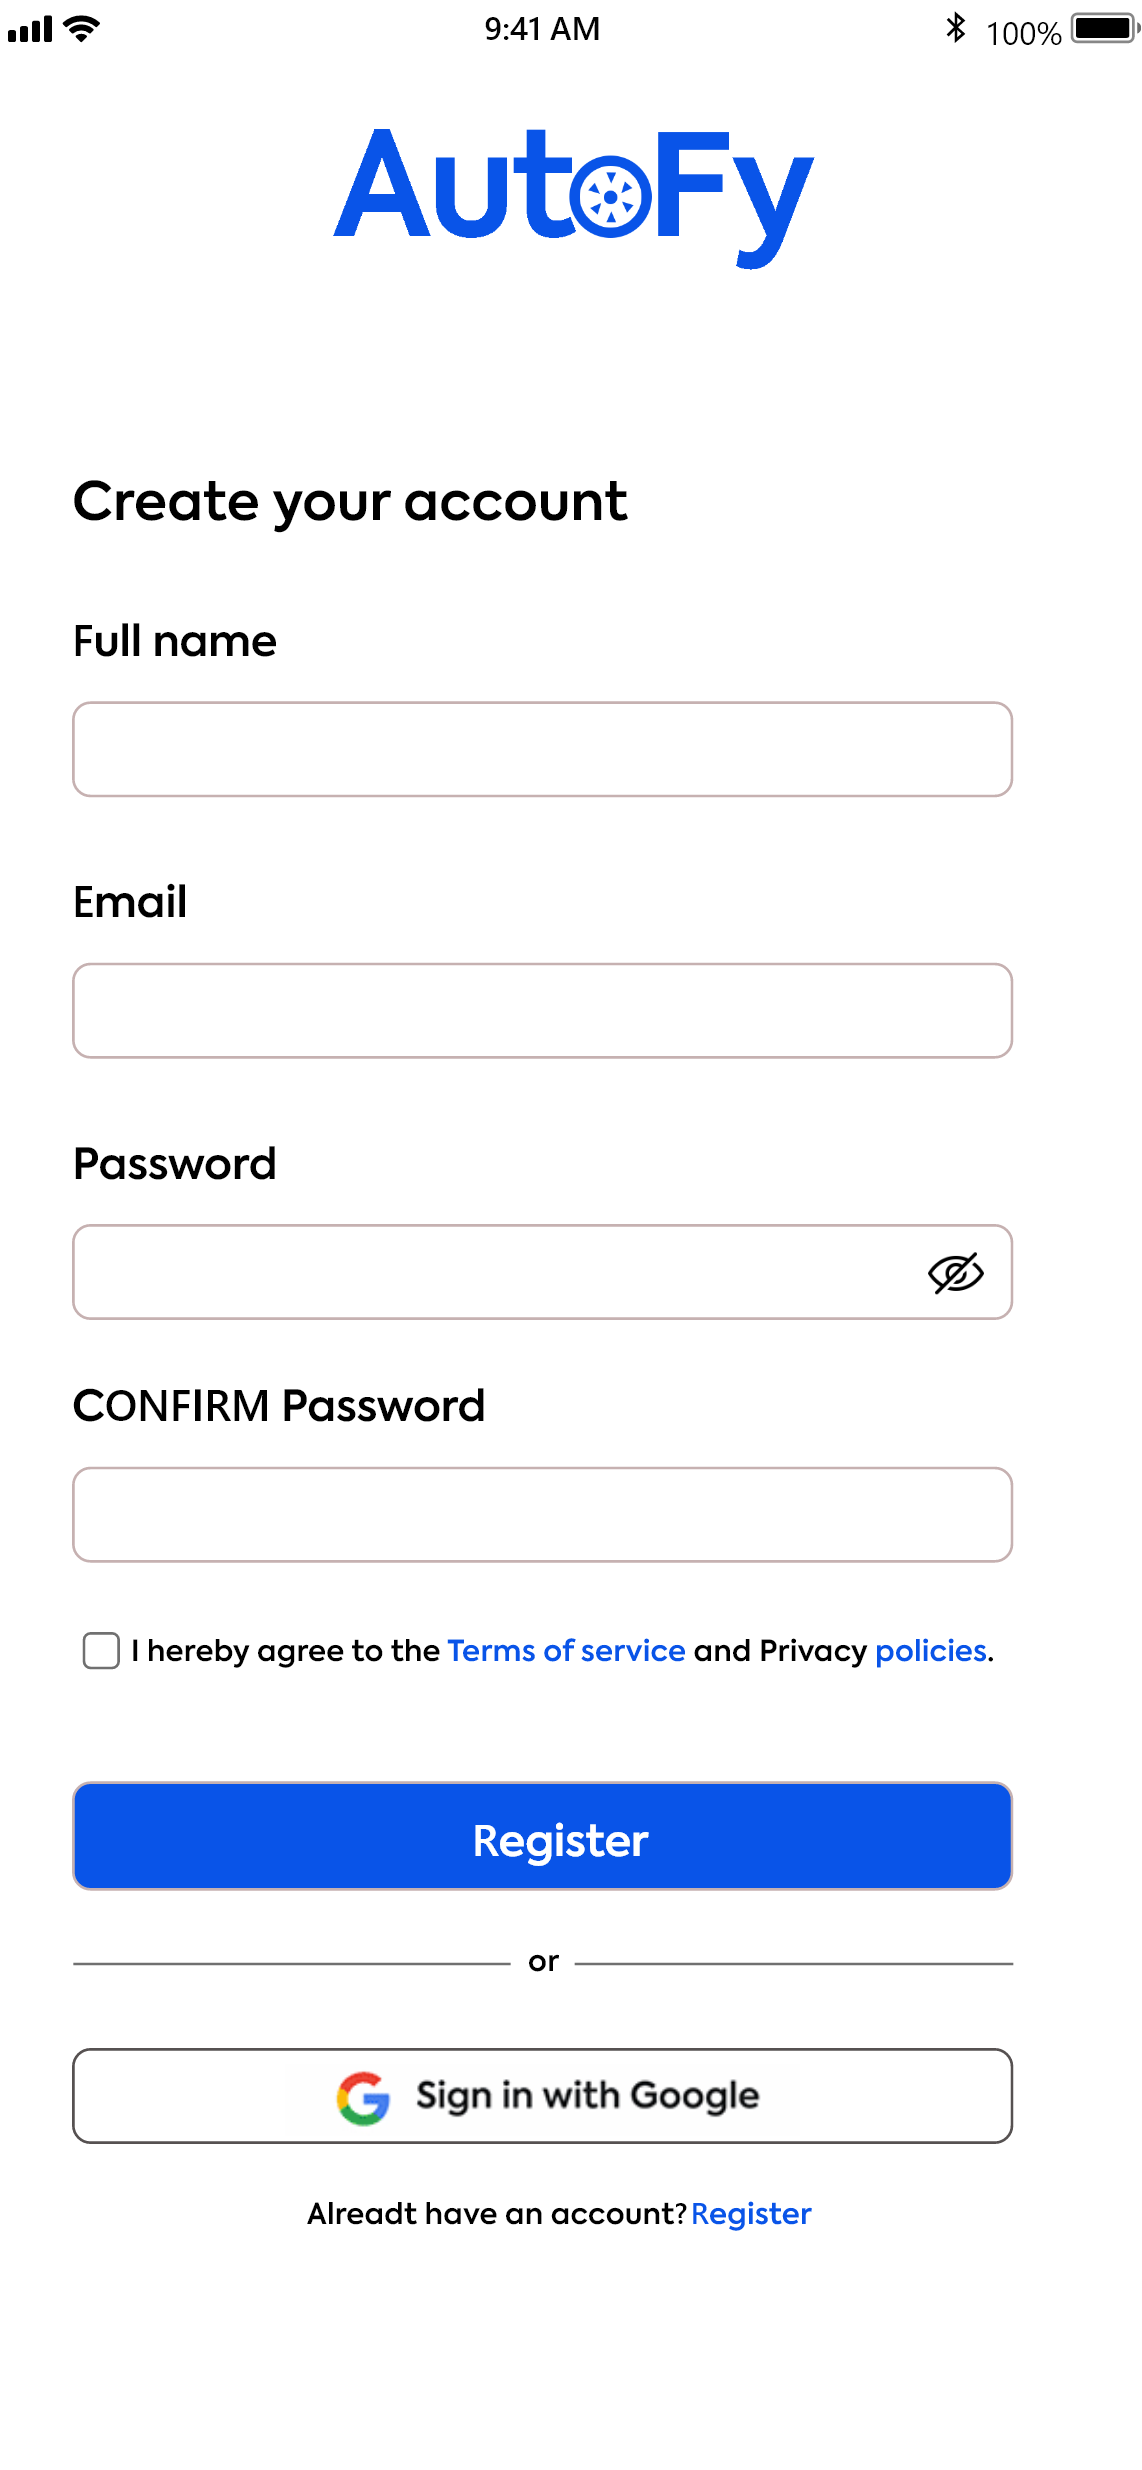 9:41 AM
100%
AutoFy
Create your account
Full name
Email
Password
CONFIRM Password
I hereby agree to the Terms of service and Privacy policies.
Register
or
Sign in with Google
Alreadt have an account? Register